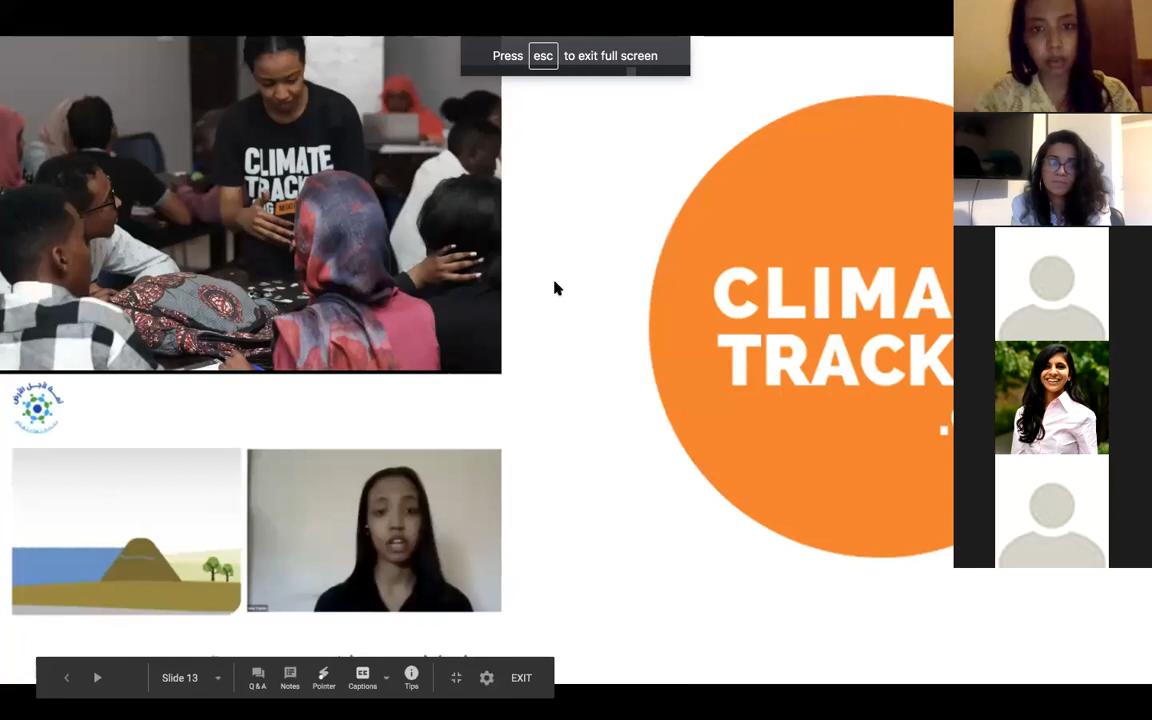 Press esc to exit full screen
CLIMATE
TRACK
CLIMA
TRACK
Slide 13
Q & A
Notes
Pointer
Captions
Tips
EXIT